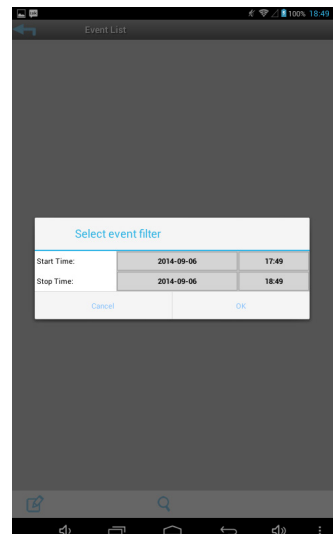 100% 18:49
Event List
Select event filter
Start Time: 2014-09-06 17:49
Stop Time: 2014-09-06 18:49
Cancel OK